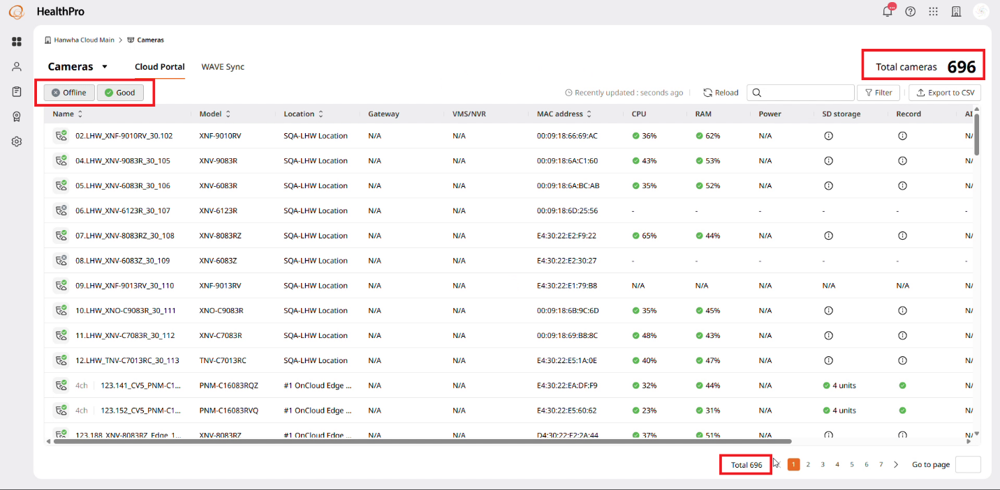 HealthPro
Hanwha Cloud Main > Cameras
Cameras Cloud Portal WAVE Sync
Total cameras 696
Offline Good
Recently updated : seconds ago Reload Filter Export to CSV
Name Model Location Gateway VMS/NVR MAC address CPU RAM Power SD storage Record AI
02.LHW_XNF-9010RV_30.102 XNF-9010RV SQA-LHW Location N/A N/A 00:09:18:66:69:AC 36% 62% N/A N/
04.LHW_XNV-9083R_30_105 XNV-9083R SQA-LHW Location N/A N/A 00:09:18:6A:C1:60 43% 53% N/A N/
05.LHW_XNV-6083R_30_106 XNV-6083R SQA-LHW Location N/A N/A 00:09:18:6A:BC:AB 35% 52% N/A N/
06.LHW_XNV-6123R_30_107 XNV-6123R SQA-LHW Location N/A N/A 00:09:18:6D:25:56 - - N/A - - -
07.LHW_XNV-8083RZ_30_108 XNV-8083RZ SQA-LHW Location N/A N/A E4:30:22:E2:F9:22 65% 44% N/A N/
08.LHW_XNV-6083Z_30_109 XNV-6083Z SQA-LHW Location N/A N/A E4:30:22:E2:30:27 - - N/A - - -
09.LHW_XNF-9013RV_30_110 XNF-9013RV SQA-LHW Location N/A N/A E4:30:22:E1:79:B8 N/A N/A N/A N/A N/A N/
10.LHW_XNO-C9083R_30_111 XNO-C9083R SQA-LHW Location N/A N/A 00:09:18:6B:9C:6D 35% 45% N/A N/
11.LHW_XNV-C7083R_30_112 XNV-C7083R SQA-LHW Location N/A N/A 00:09:18:69:B8:8C 48% 43% N/A N/
12.LHW_TNV-C7013RC_30_113 TNV-C7013RC SQA-LHW Location N/A N/A E4:30:22:E5:1A:0E 40% 47% N/A N/
4ch 123.141_CV5_PNM-C1... PNM-C16083RQZ #1 OnCloud Edge ... N/A N/A E4:30:22:EA:DF:F9 32% 44% N/A 4 units N/
4ch 123.152_CV5_PNM-C1... PNM-C16083RVQ #1 OnCloud Edge ... N/A N/A E4:30:22:E5:60:62 23% 31% N/A 4 units N/
123.188_XNV-8083RZ_Edge_1... XNV-8083RZ #1 OnCloud Edge ... N/A N/A D4:30:22:E2:2A:44 37% 51% N/A N/
Total 696 1 2 3 4 5 6 7 > Go to page